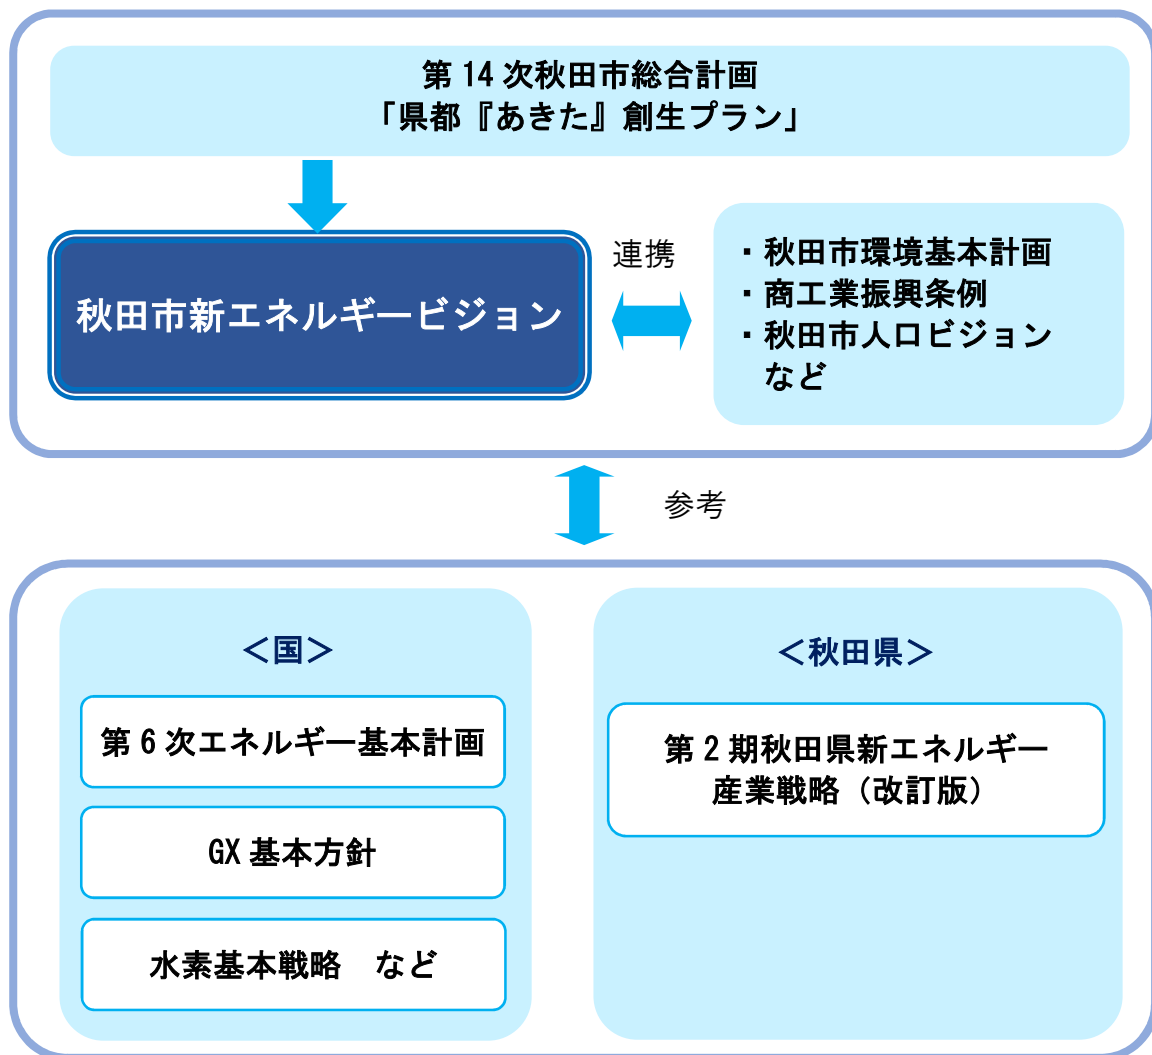 第 14 次秋田市総合計画
「県都『あきた』創生プラン」
秋田市新エネルギービジョン
連携
・秋田市環境基本計画
・商工業振興条例
・秋田市人口ビジョン
など
参考
＜国＞
第 6 次エネルギー基本計画
GX 基本方針
水素基本戦略　など
＜秋田県＞
第 2 期秋田県新エネルギー
産業戦略（改訂版）